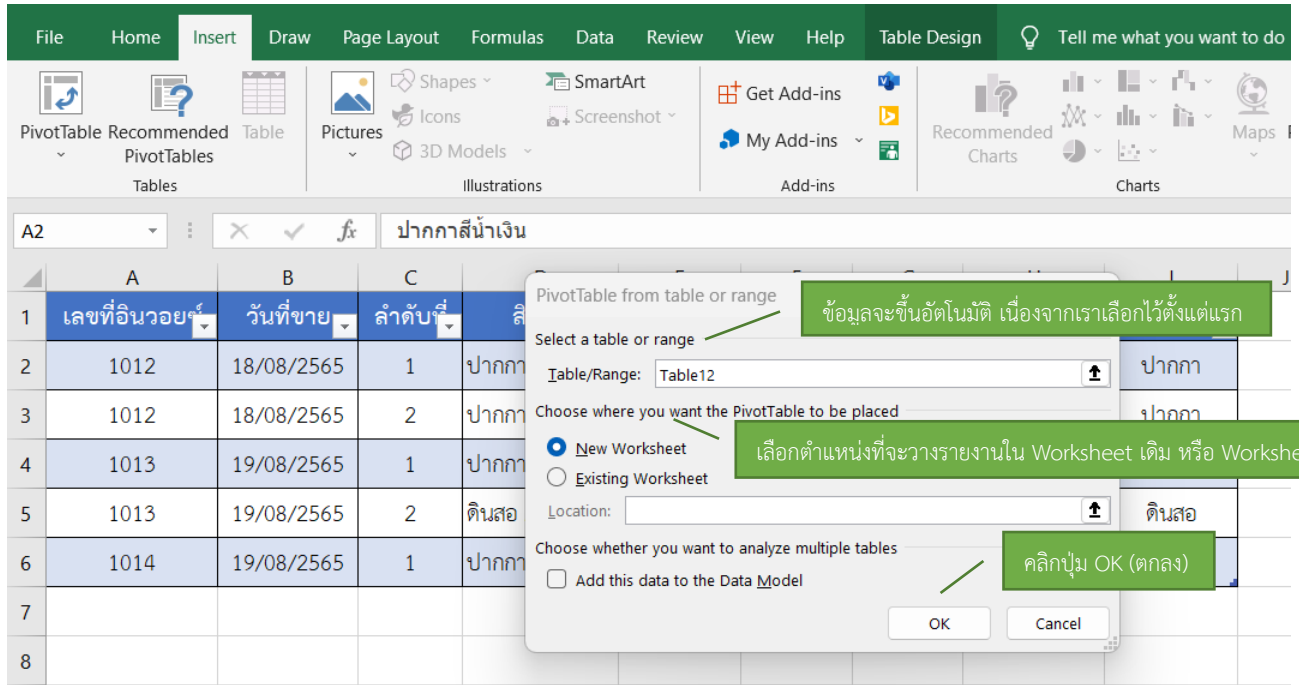 File Home Insert Draw Page Layout Formulas Data Review View Help Table Design Tell me what you want to do
Shapes SmartArt
Get Add-ins
Icons Screenshot
PivotTable Recommended Table Pictures Recommended Maps
My Add-ins
PivotTables 3D Models Charts
Tables Illustrations Add-ins Charts
A2 fx ปากกาสีน้ำเงิน
A B C J
PivotTable from table or range
ข้อมูลจะขึ้นอัตโนมัติ เนื่องจากเราเลือกไว้ตั้งแต่แรก
1 เลขที่อินวอยซ์ วันที่ขาย ลำดับที่
Select a table or range
2 1012 18/08/2565 1 ปากกา ปากกา
Table/Range: Table12
3 1012 18/08/2565 2 ปากกา ปากกา
Choose where you want the PivotTable to be placed
New Worksheet
เลือกตำแหน่งที่จะวางรายงานใน Worksheet เดิม หรือ Workshe
4 1013 19/08/2565 1 ปากกา
Existing Worksheet
5 1013 19/08/2565 2 ดินสอ ดินสอ
Location:
Choose whether you want to analyze multiple tables
คลิกปุ่ม OK (ตกลง)
6 1014 19/08/2565 1 ปากกา
Add this data to the Data Model
7
OK Cancel
8